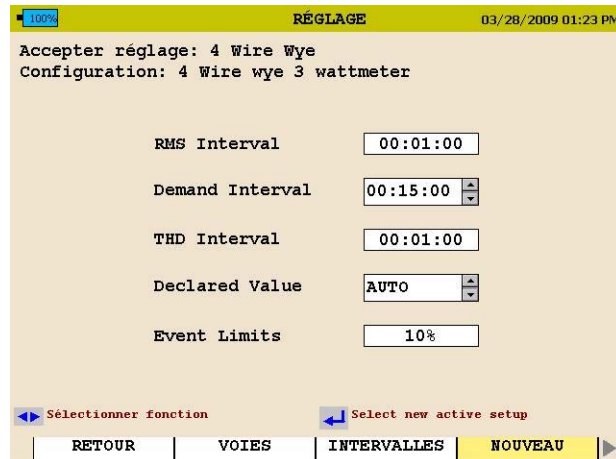 100% RÉGLAGE 03/28/2009 01:23 PM
Accepter réglage: 4 Wire Wye
Configuration: 4 Wire wye 3 wattmeter
RMS Interval 00:01:00
Demand Interval 00:15:00
THD Interval 00:01:00
Declared Value AUTO
Event Limits 10%
Sélectionner fonction Select new active setup
RETOUR VOIES INTERVALLES NOUVEAU